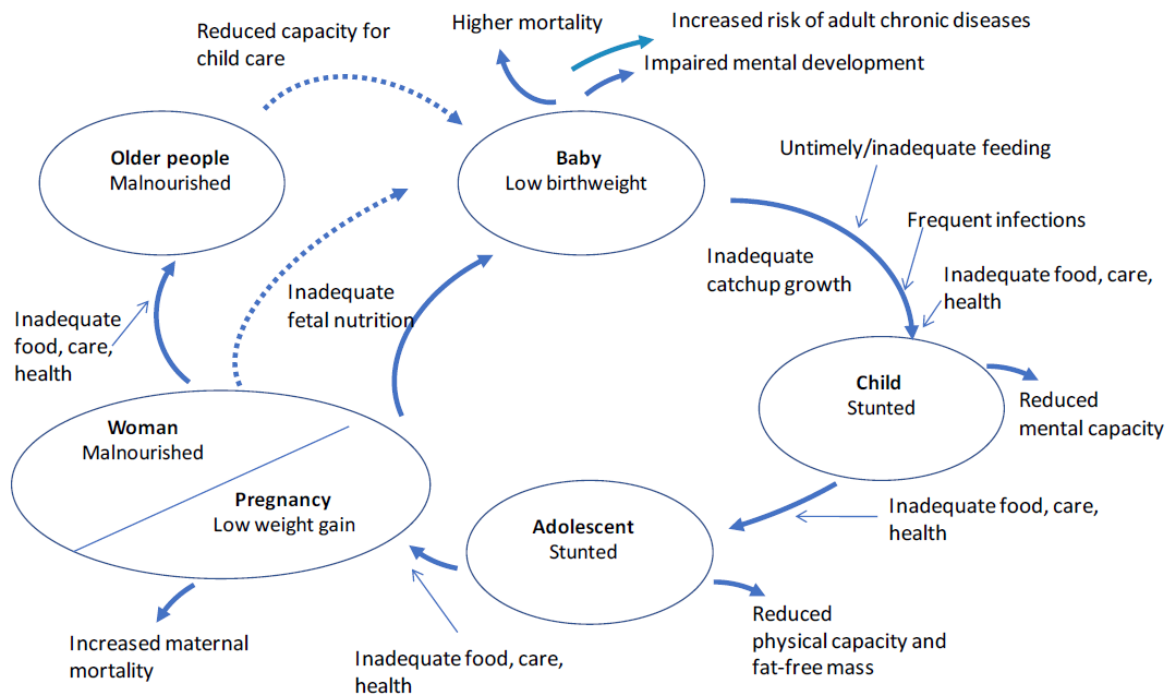 Reduced capacity for
child care
Higher mortality
Increased risk of adult chronic diseases
Impaired mental development
Older people
Malnourished
Baby
Low birthweight
Untimely/inadequate feeding
Frequent infections
Inadequate
catchup growth
Inadequate food, care,
health
Inadequate
fetal nutrition
Inadequate
food, care,
health
Child
Stunted
Reduced
mental capacity
Woman
Malnourished
Pregnancy
Low weight gain
Adolescent
Stunted
Inadequate food, care,
health
Increased maternal
mortality
Inadequate food, care,
health
Reduced
physical capacity and
fat-free mass